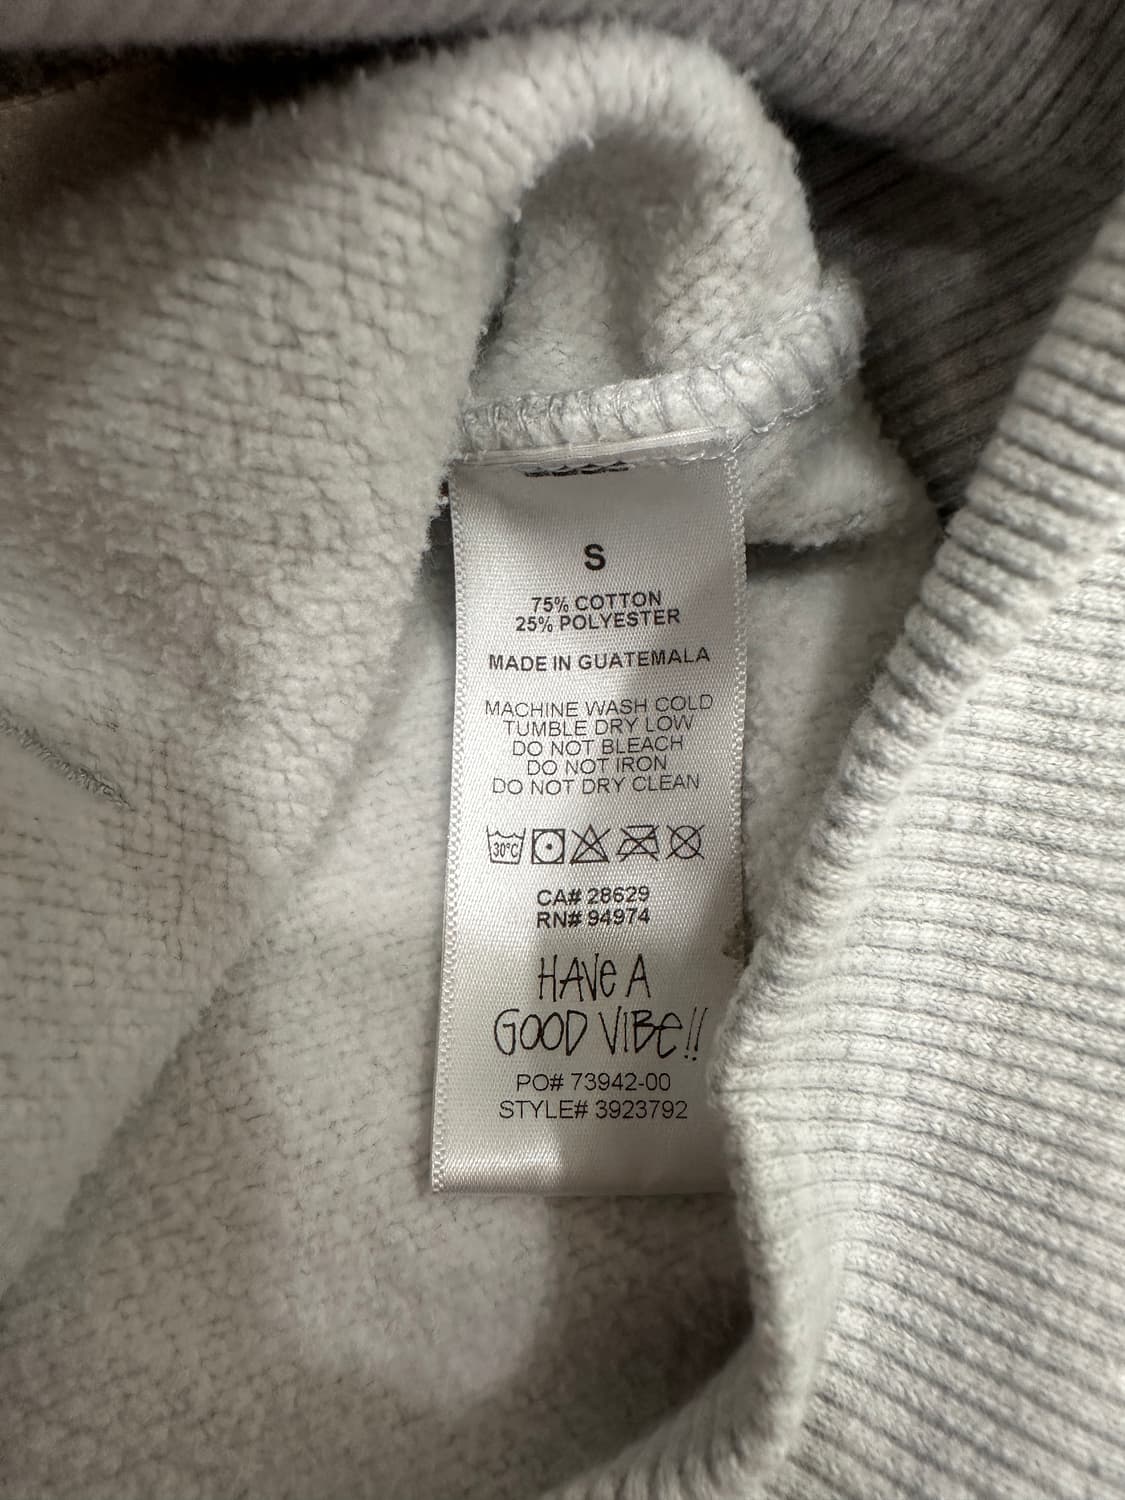 S
75% COTTON
25% POLYESTER
MADE IN GUATEMALA
MACHINE WASH COLD
TUMBLE DRY LOW
DO NOT BLEACH
DO NOT IRON
DO NOT DRY CLEAN
30°C
CA# 28629
RN# 94974
HAVe A
GOOD VIBe!!
PO# 73942-00
STYLE# 3923792